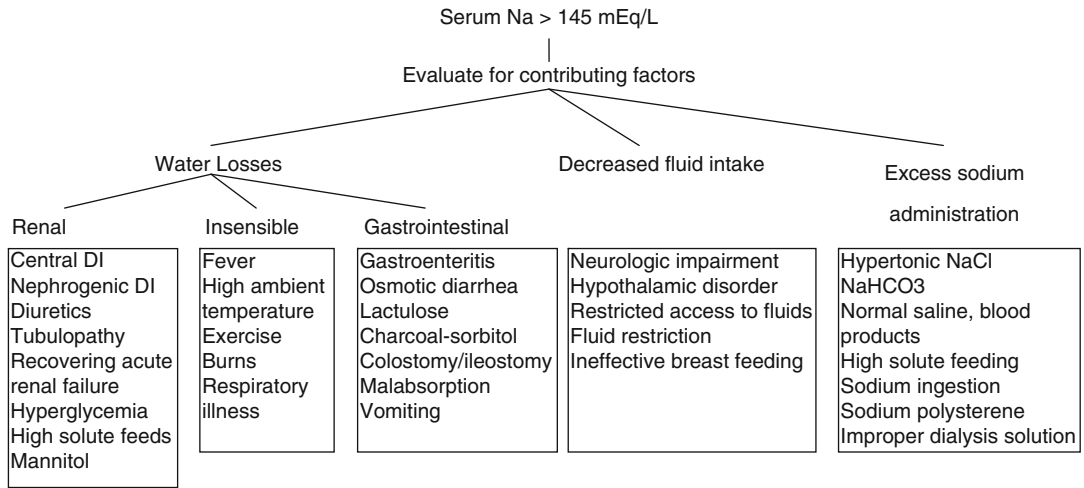 Serum Na > 145 mEq/L
Evaluate for contributing factors
Water Losses
Decreased fluid intake
Excess sodium
administration
Renal
Insensible
Gastrointestinal
Central DI
Nephrogenic DI
Diuretics
Tubulopathy
Recovering acute
renal failure
Hyperglycemia
High solute feeds
Mannitol
Fever
High ambient
temperature
Exercise
Burns
Respiratory
illness
Gastroenteritis
Osmotic diarrhea
Lactulose
Charcoal-sorbitol
Colostomy/ileostomy
Malabsorption
Vomiting
Neurologic impairment
Hypothalamic disorder
Restricted access to fluids
Fluid restriction
Ineffective breast feeding
Hypertonic NaCl
NaHCO3
Normal saline, blood
products
High solute feeding
Sodium ingestion
Sodium polysterene
Improper dialysis solution